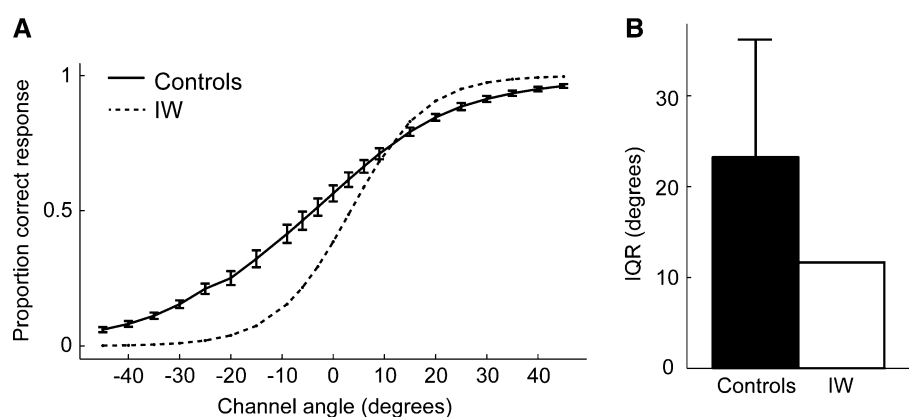 A
Proportion correct response
1
0.5
0
Controls
IW
-40 -30 -20 -10 0 10 20 30 40
Channel angle (degrees)
B
IQR (degrees)
30
20
10
0
Controls IW